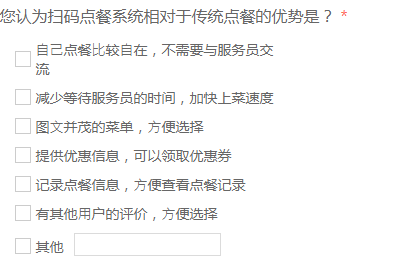 您认为扫码点餐系统相对于传统点餐的优势是？ *
自己点餐比较自在，不需要与服务员交
流
减少等待服务员的时间，加快上菜速度
图文并茂的菜单，方便选择
提供优惠信息，可以领取优惠券
记录点餐信息，方便查看点餐记录
有其他用户的评价，方便选择
其他